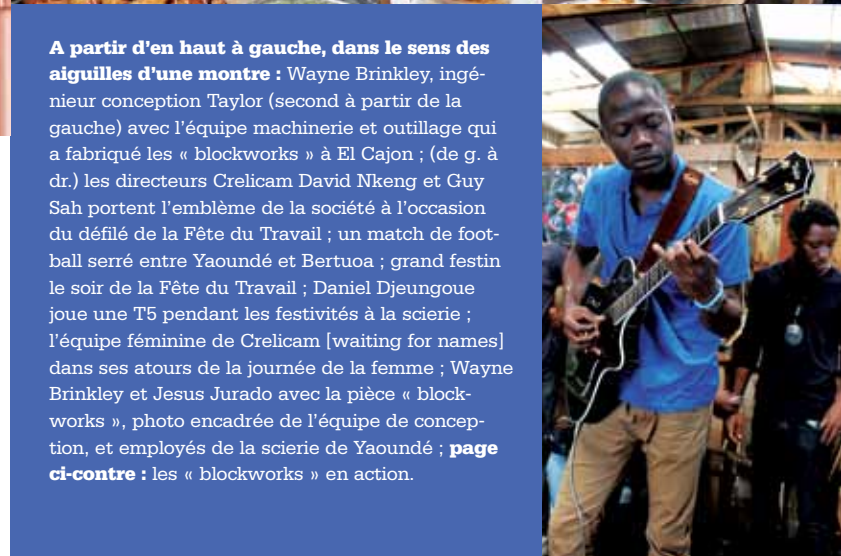 A partir d'en haut à gauche, dans le sens des
aiguilles d'une montre : Wayne Brinkley, ingé-
nieur conception Taylor (second à partir de la
gauche) avec l'équipe machinerie et outillage qui
a fabriqué les « blockworks » à El Cajon ; (de g. à
dr.) les directeurs Crelicam David Nkeng et Guy
Sah portent l'emblème de la société à l'occasion
du défilé de la Fête du Travail ; un match de foot-
ball serré entre Yaoundé et Bertuoa ; grand festin
le soir de la Fête du Travail ; Daniel Djeungoue
joue une T5 pendant les festivités à la scierie ;
l'équipe féminine de Crelicam [waiting for names]
dans ses atours de la journée de la femme ; Wayne
Brinkley et Jesus Jurado avec la pièce « block-
works », photo encadrée de l'équipe de concep-
tion, et employés de la scierie de Yaoundé ; page
ci-contre : les « blockworks » en action.